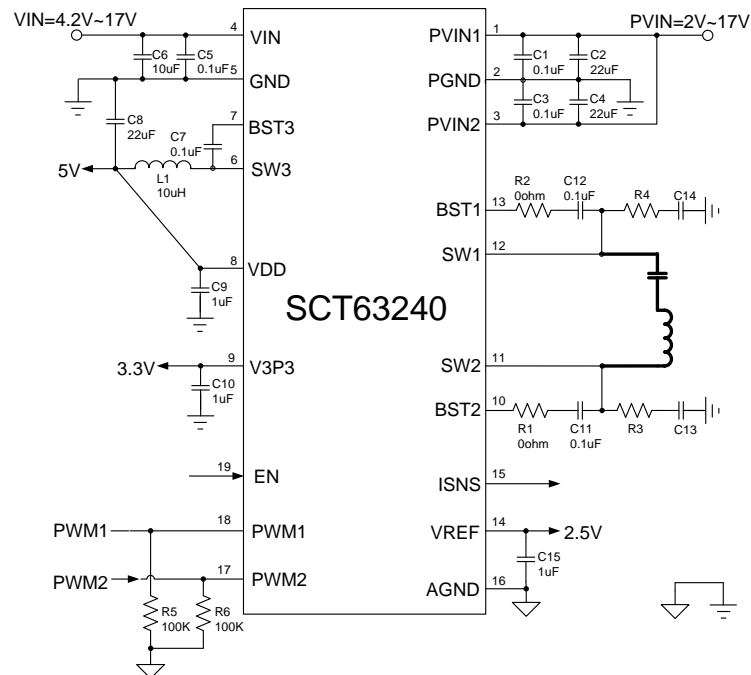 VIN=4.2V~17V
PVIN=2V~17V
4
VIN
C6
10uF
C5
0.1uF
5
GND
C8
22uF
7
BST3
C7
0.1uF
5V
L1
10uH
6
SW3
8
VDD
C9
1uF
3.3V
9
V3P3
C10
1uF
19
EN
PWM1
18
PWM1
PWM2
17
PWM2
R5
100K
R6
100K
SCT63240
PVIN1
1
C1
0.1uF
C2
22uF
PGND
2
C3
0.1uF
C4
22uF
PVIN2
3
BST1
13
R2
0ohm
C12
0.1uF
R4
C14
SW1
12
SW2
11
BST2
10
R1
0ohm
C11
0.1uF
R3
C13
ISNS
15
VREF
14
2.5V
C15
1uF
AGND
16